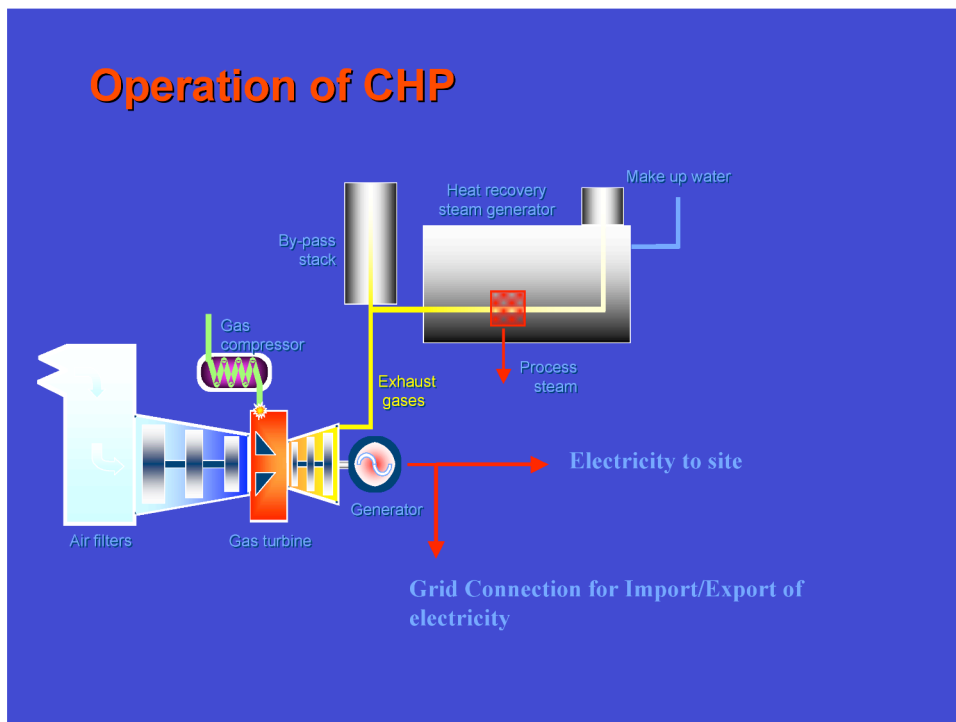 Operation of CHP
Make up water
Heat recovery
steam generator
By-pass
stack
Gas
compressor
Process
steam
Exhaust
gases
Electricity to site
Generator
Air filters
Gas turbine
Grid Connection for Import/Export of
electricity